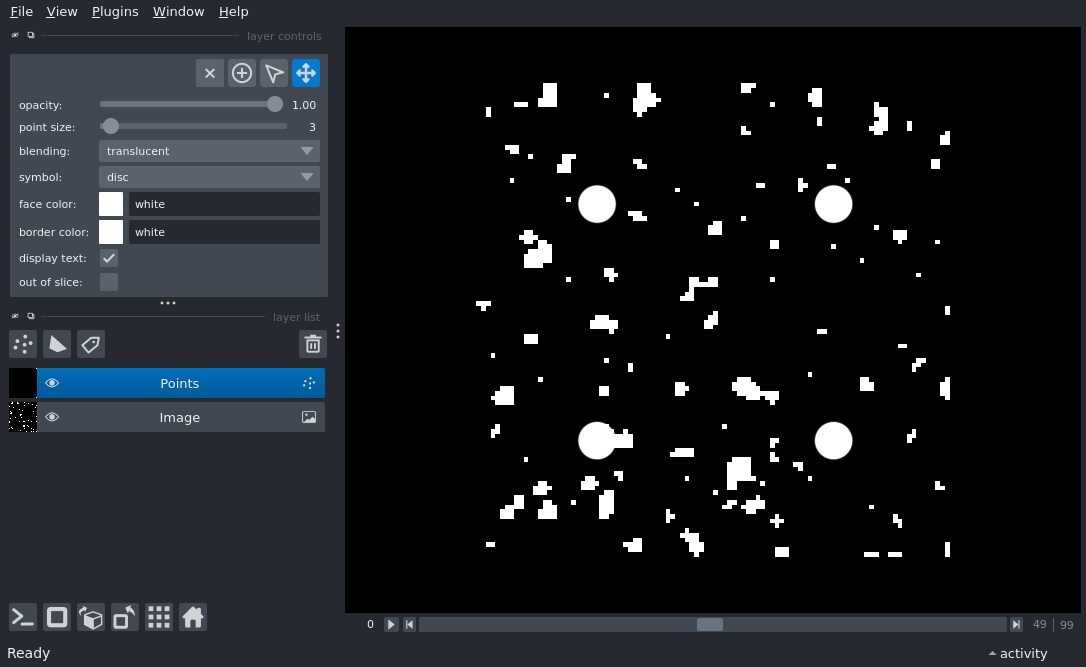 File View Plugins Window Help
layer controls
opacity: 1.00
point size: 3
blending: translucent
symbol: disc
face color: white
border color: white
display text:
out of slice:
layer list
Points
Image
0 49 | 99
Ready activity